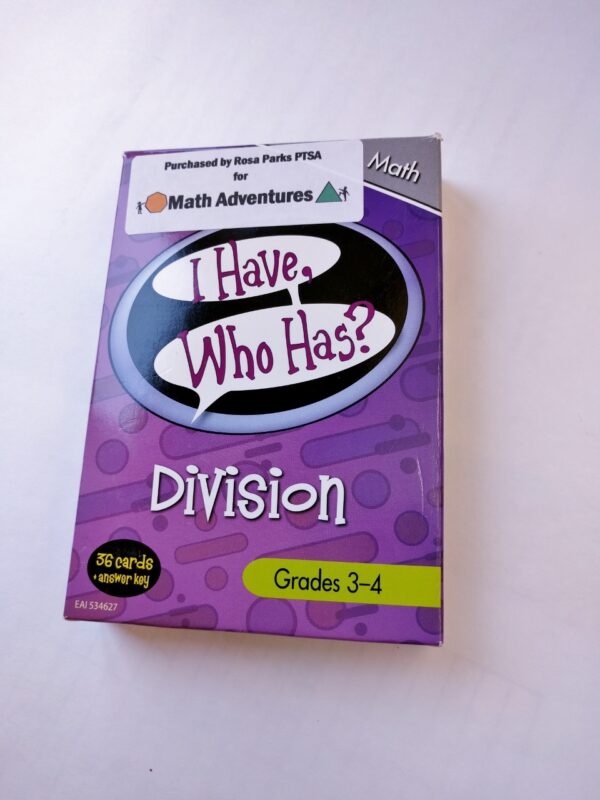 Purchased by Rosa Parks PTSA
for
Math Adventures
Math
I Have,
Who Has?
Division
36 cards
+ answer key
Grades 3–4
EAI 534627